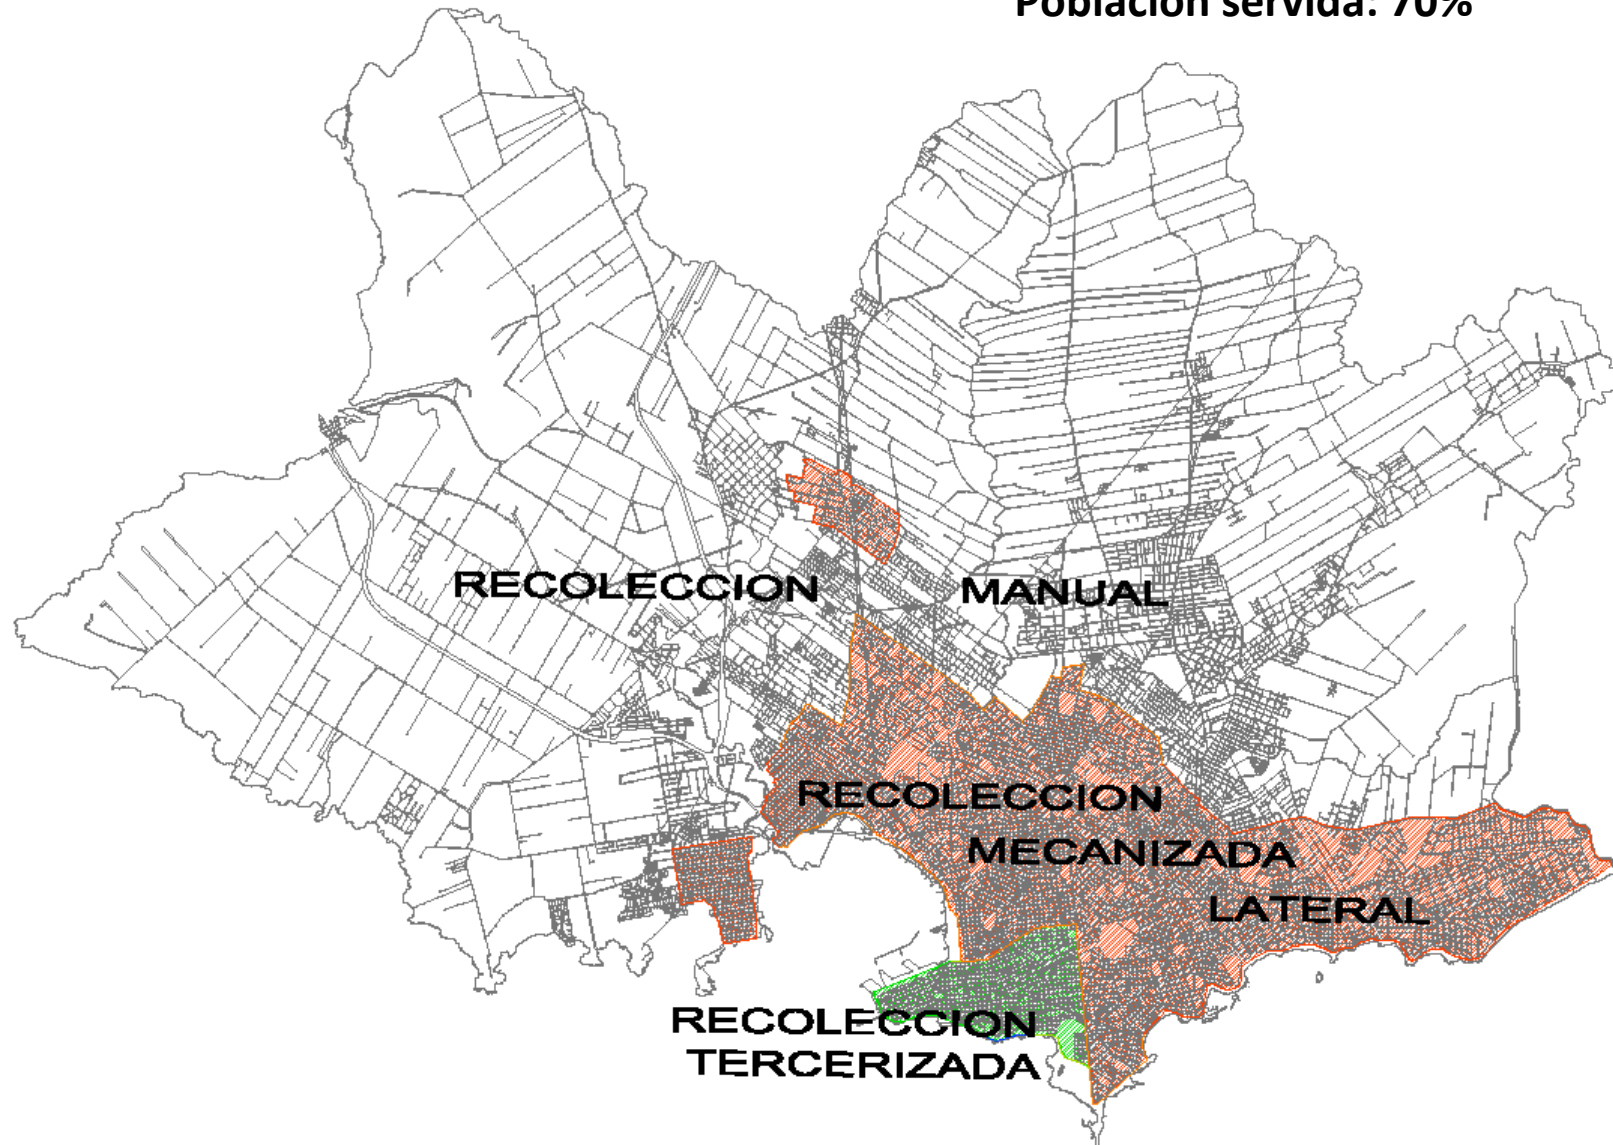 Población servida: 70%
RECOLECCION MANUAL
RECOLECCION
MECANIZADA
LATERAL
RECOLECCION
TERCERIZADA